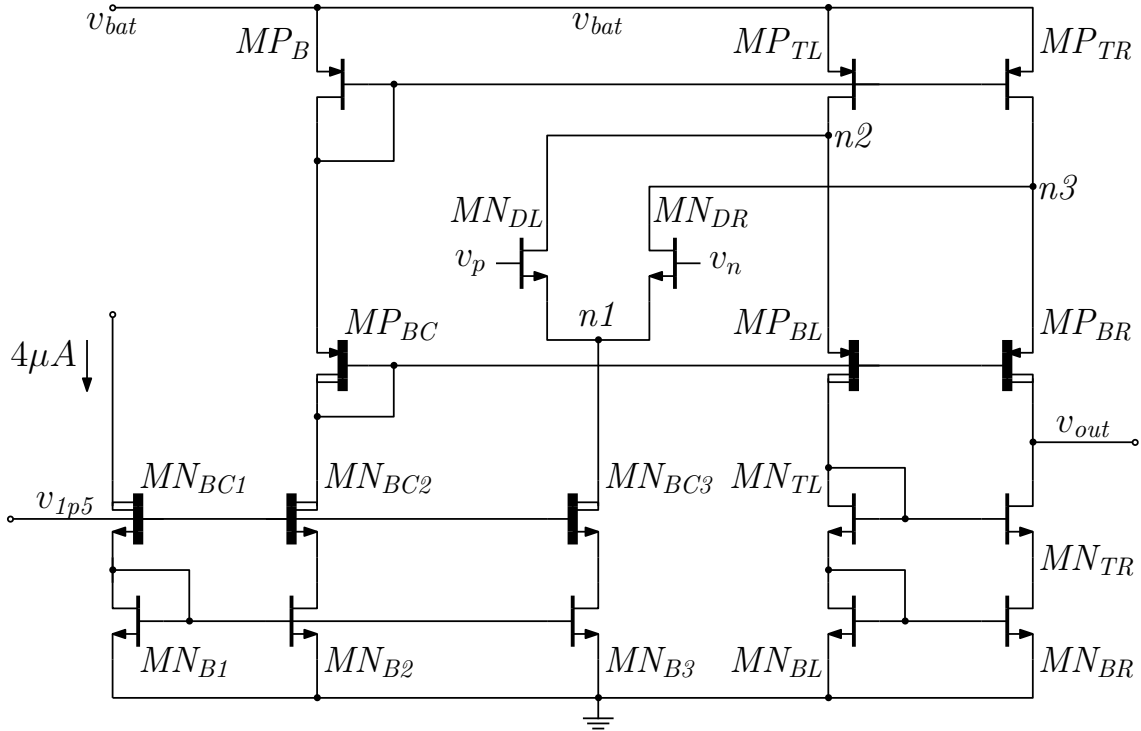 v_bat v_bat
MP_B MP_TL MP_TR
n2
n3
MN_DL MN_DR
v_p v_n
n1
MP_BC MP_BL MP_BR
4μA
v_out
MN_BC1 MN_BC2 MN_BC3 MN_TL
v_1p5
MN_TR
MN_B1 MN_B2 MN_B3 MN_BL MN_BR